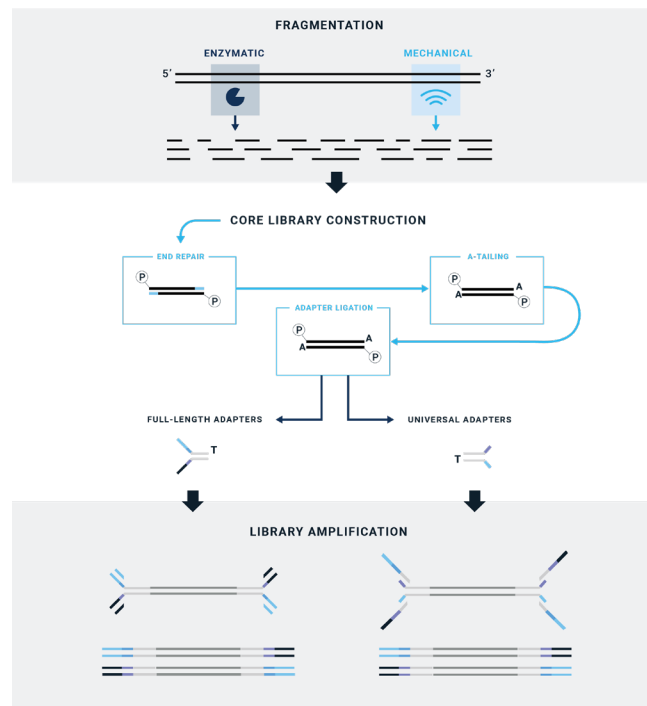 FRAGMENTATION
ENZYMATIC
MECHANICAL
5’
3’
CORE LIBRARY CONSTRUCTION
END REPAIR
P
P
A-TAILING
P
A
A
P
ADAPTER LIGATION
P
A
A
P
FULL-LENGTH ADAPTERS
UNIVERSAL ADAPTERS
T
T
LIBRARY AMPLIFICATION